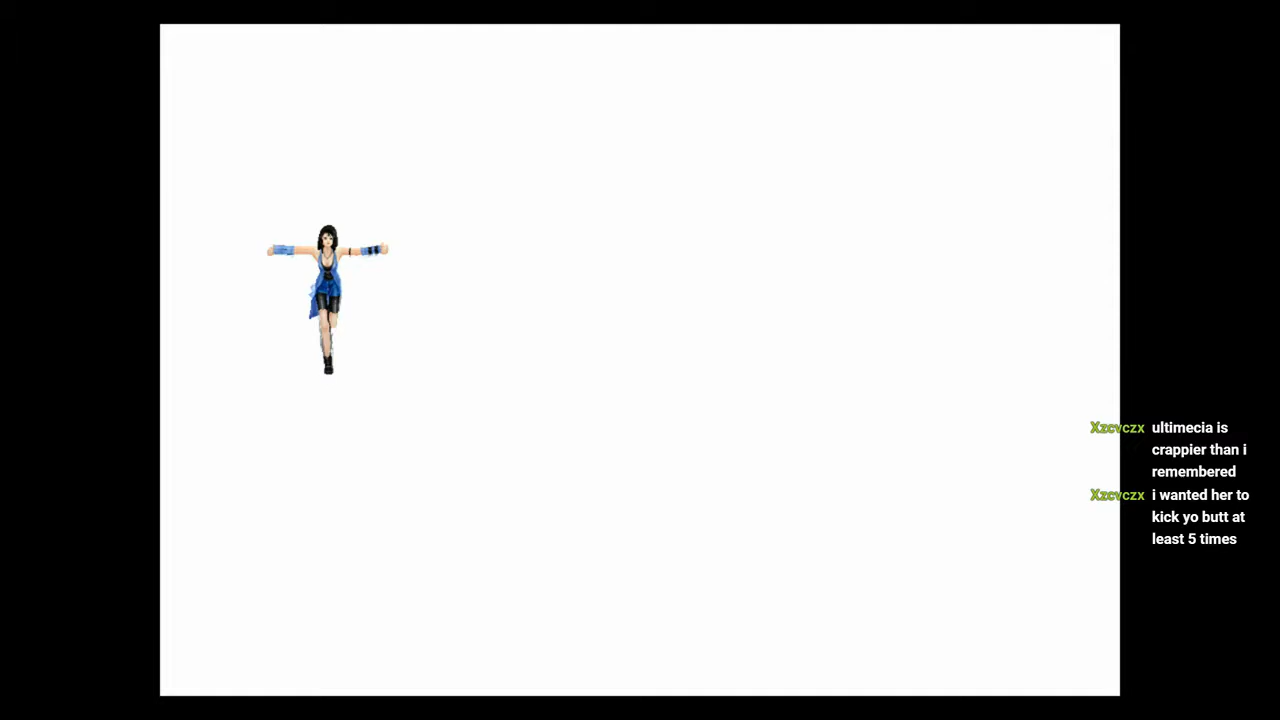 Xzcvczx ultimecia is
crappier than i
remembered
Xzcvczx i wanted her to
kick yo butt at
least 5 times